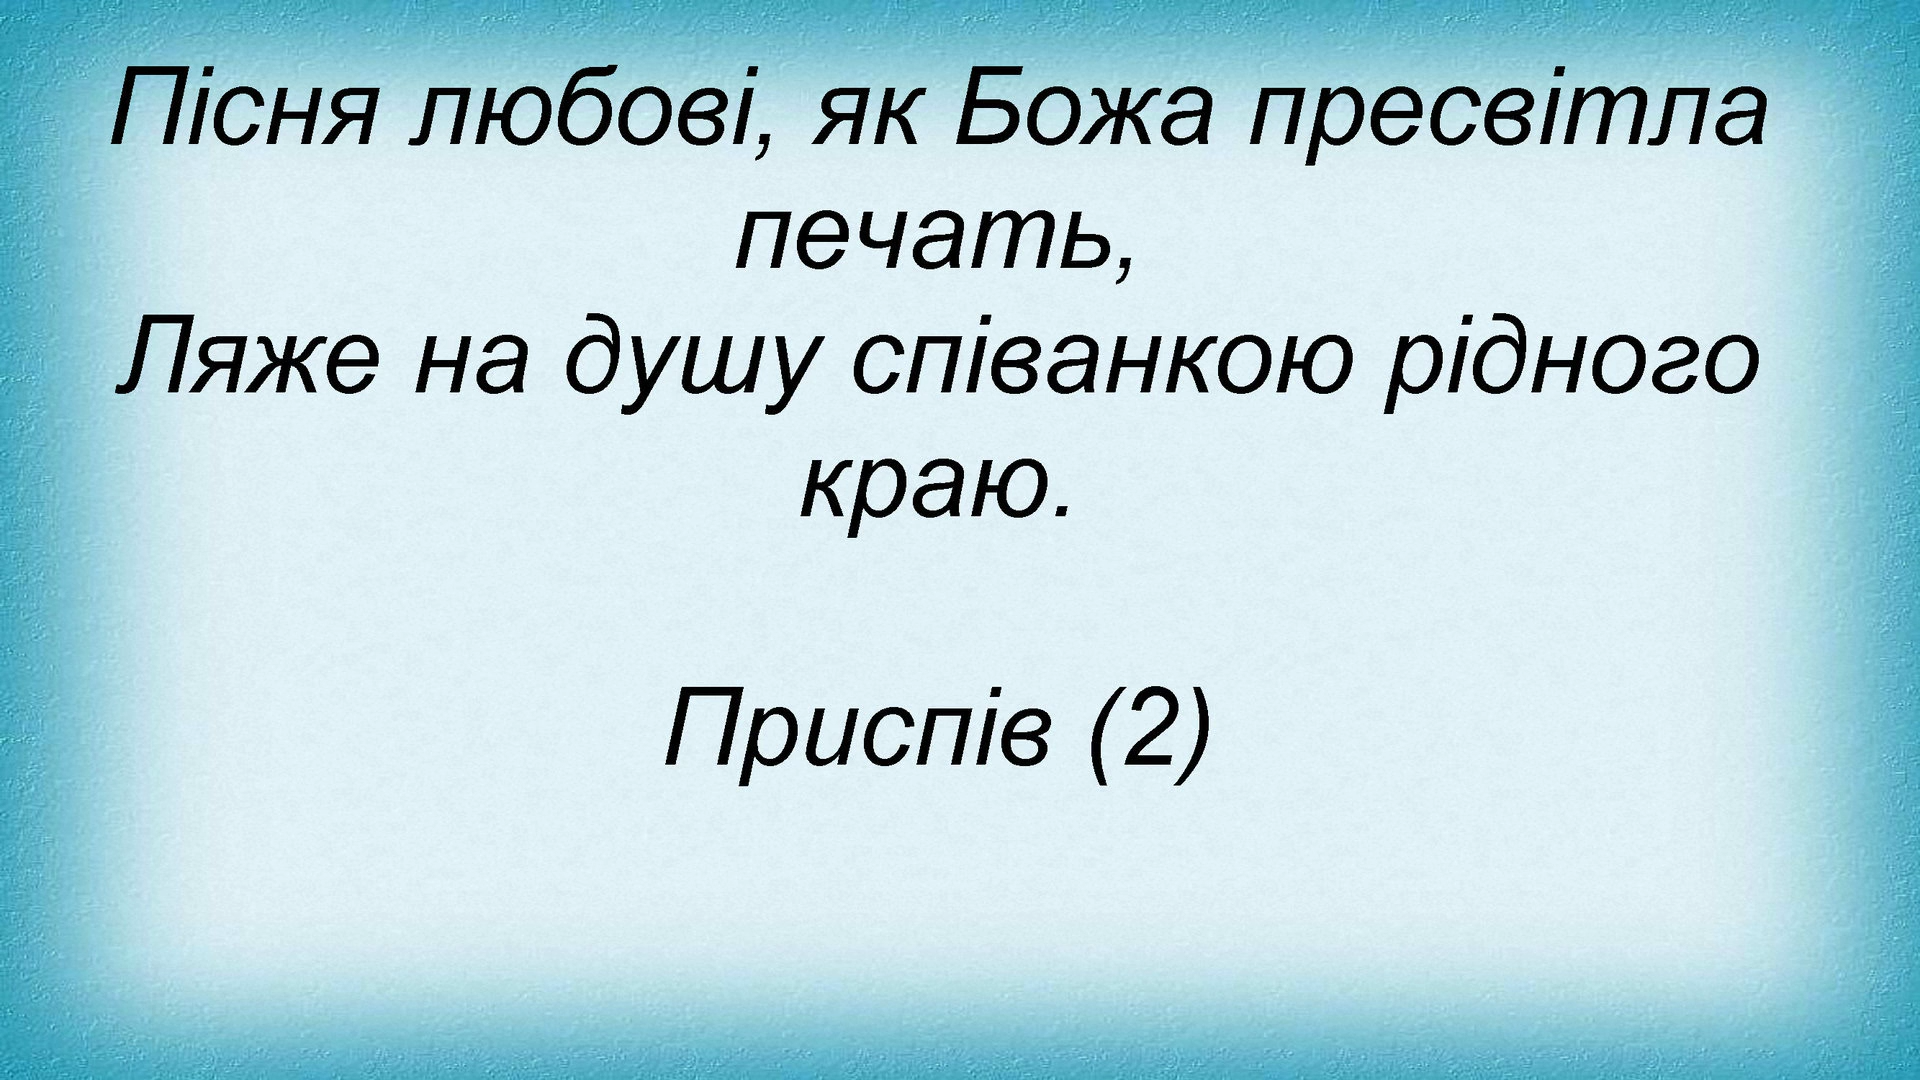 Пісня любові, як Божа пресвітла
печать,
Ляже на душу співанкою рідного
краю.
Приспів (2)